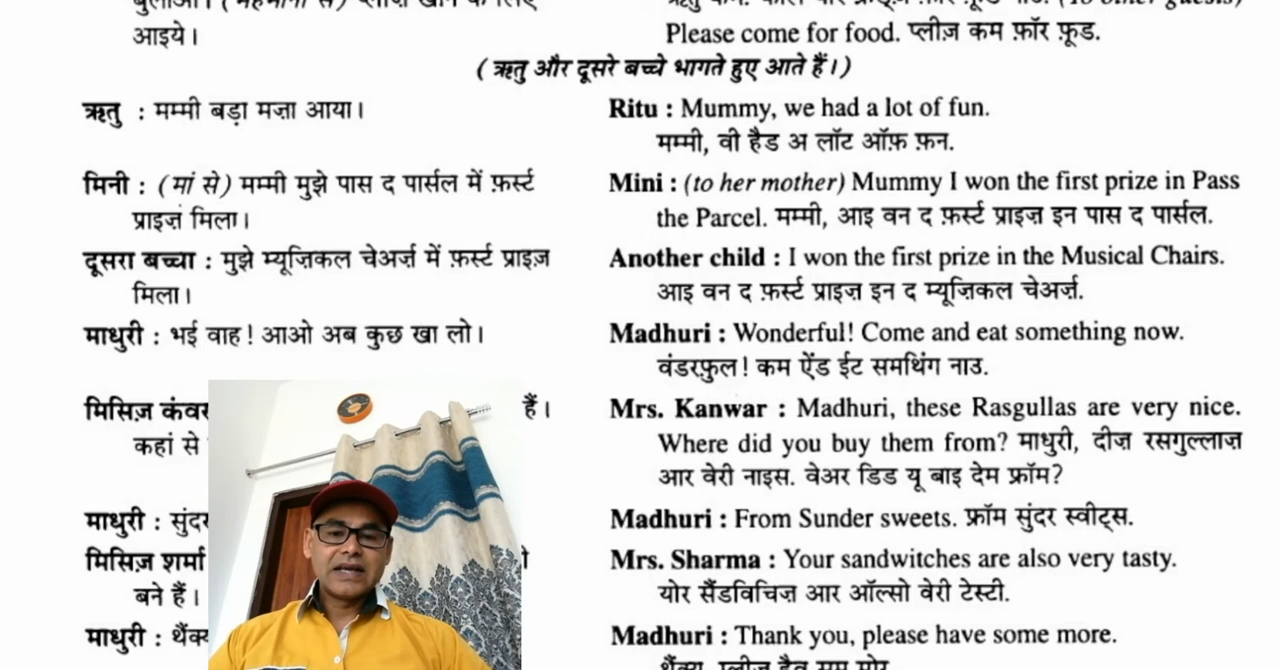 आइये।
Please come for food. प्लीज़ कम फ़ॉर फ़ूड.
(ऋतु और दूसरे बच्चे भागते हुए आते हैं।)
ऋतु : मम्मी बड़ा मज़ा आया।
Ritu : Mummy, we had a lot of fun.
मम्मी, वी हैड अ लॉट ऑफ़ फ़न.
मिनी : (मां से) मम्मी मुझे पास द पार्सल में फ़र्स्ट
प्राइज़ मिला।
Mini : (to her mother) Mummy I won the first prize in Pass
the Parcel. मम्मी, आइ वन द फ़र्स्ट प्राइज़ इन पास द पार्सल.
दूसरा बच्चा : मुझे म्यूज़िकल चेअर्ज़ में फ़र्स्ट प्राइज़
मिला।
Another child : I won the first prize in the Musical Chairs.
आइ वन द फ़र्स्ट प्राइज़ इन द म्यूज़िकल चेअर्ज़.
माधुरी : भई वाह! आओ अब कुछ खा लो।
Madhuri : Wonderful! Come and eat something now.
वंडरफ़ुल! कम ऐंड ईट समथिंग नाउ.
मिसिज़ कंवर हैं।
कहां से
Mrs. Kanwar : Madhuri, these Rasgullas are very nice.
Where did you buy them from? माधुरी, दीज़ रसगुल्लाज़
आर वेरी नाइस. वेअर डिड यू बाइ देम फ्रॉम?
माधुरी : सुंदर
Madhuri : From Sunder sweets. फ्रॉम सुंदर स्वीट्स.
मिसिज़ शर्मा
बने हैं।
Mrs. Sharma : Your sandwitches are also very tasty.
योर सैंडविचिज़ आर ऑल्सो वेरी टेस्टी.
माधुरी : थैंक्यू
Madhuri : Thank you, please have some more.